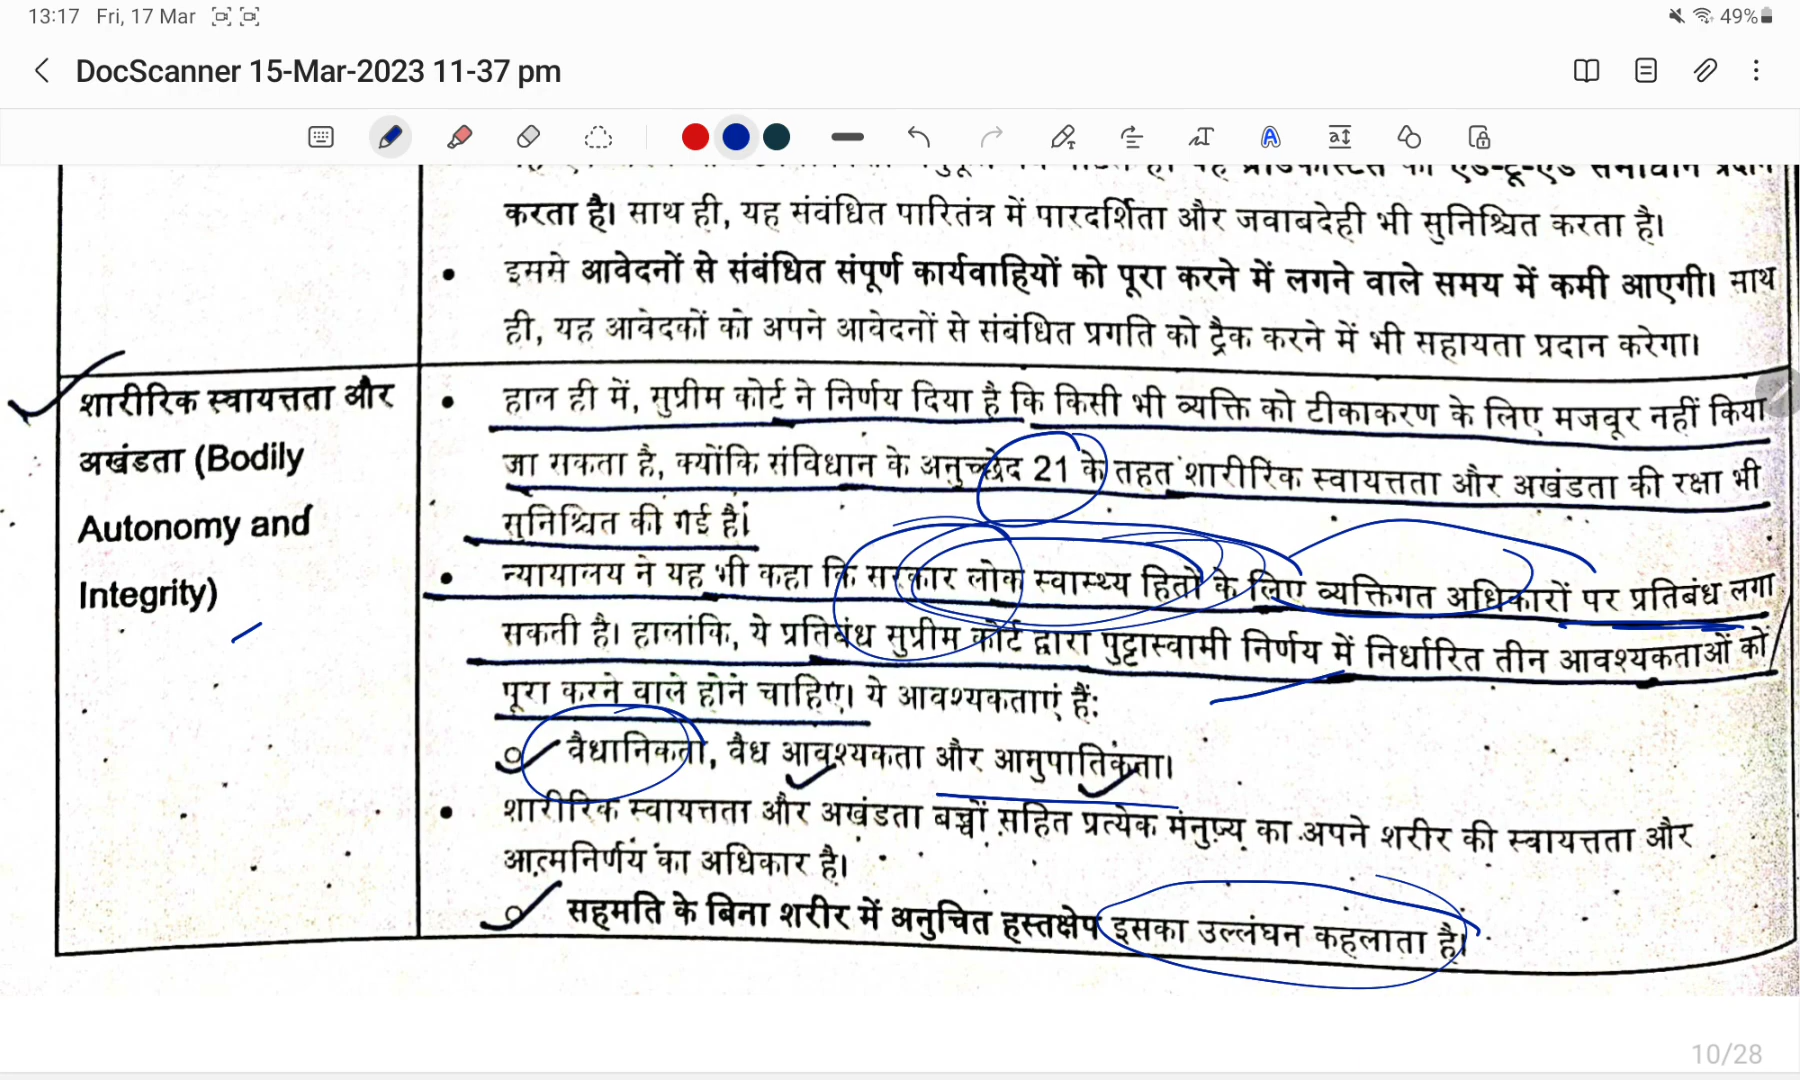 13:17 Fri, 17 Mar
49%
DocScanner 15-Mar-2023 11-37 pm
एंड-टू-एंड समाधान प्रदान
करता है। साथ ही, यह संबंधित पारितंत्र में पारदर्शिता और जवाबदेही भी सुनिश्चित करता है।
• इससे आवेदनों से संबंधित संपूर्ण कार्यवाहियों को पूरा करने में लगने वाले समय में कमी आएगी। साथ
ही, यह आवेदकों को अपने आवेदनों से संबंधित प्रगति को ट्रैक करने में भी सहायता प्रदान करेगा।
शारीरिक स्वायत्तता और
अखंडता (Bodily
Autonomy and
Integrity)
• हाल ही में, सुप्रीम कोर्ट ने निर्णय दिया है कि किसी भी व्यक्ति को टीकाकरण के लिए मजबूर नहीं किया
जा सकता है, क्योंकि संविधान के अनुच्छेद 21 के तहत शारीरिक स्वायत्तता और अखंडता की रक्षा भी
सुनिश्चित की गई है।
• न्यायालय ने यह भी कहा कि सरकार लोक स्वास्थ्य हितों के लिए व्यक्तिगत अधिकारों पर प्रतिबंध लगा
सकती है। हालांकि, ये प्रतिबंध सुप्रीम कोर्ट द्वारा पुट्टास्वामी निर्णय में निर्धारित तीन आवश्यकताओं को
पूरा करने वाले होने चाहिए। ये आवश्यकताएं हैं:
o वैधानिकता, वैध आवश्यकता और आनुपातिकता।
• शारीरिक स्वायत्तता और अखंडता बच्चों सहित प्रत्येक मनुष्य का अपने शरीर की स्वायत्तता और
आत्मनिर्णय का अधिकार है।
o सहमति के बिना शरीर में अनुचित हस्तक्षेप इसका उल्लंघन कहलाता है।
10/28